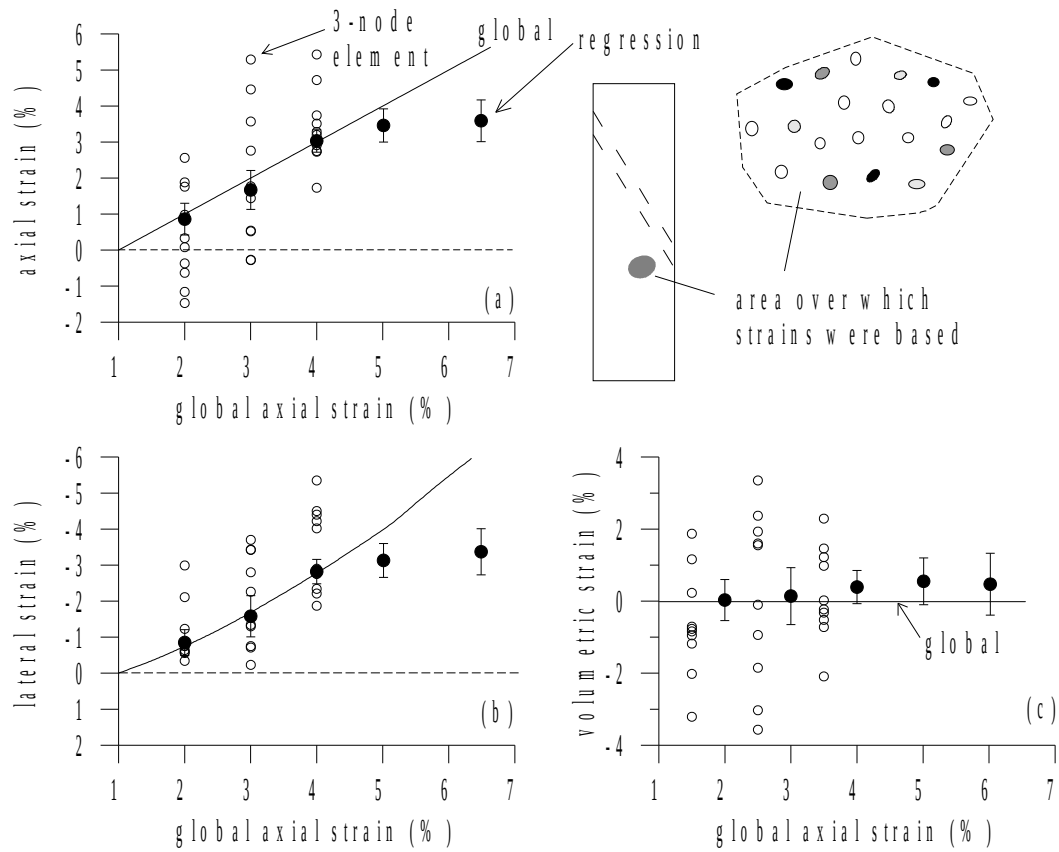 3-node
element
global
regression
6
5
4
3
2
1
0
-1
-2
axial strain (%)
(a)
1 2 3 4 5 6 7
global axial strain (%)
area over which
strains were based
-6
-5
-4
-3
-2
-1
0
1
2
lateral strain (%)
(b)
1 2 3 4 5 6 7
global axial strain (%)
4
2
0
-2
-4
volumetric strain (%)
global
(c)
1 2 3 4 5 6 7
global axial strain (%)